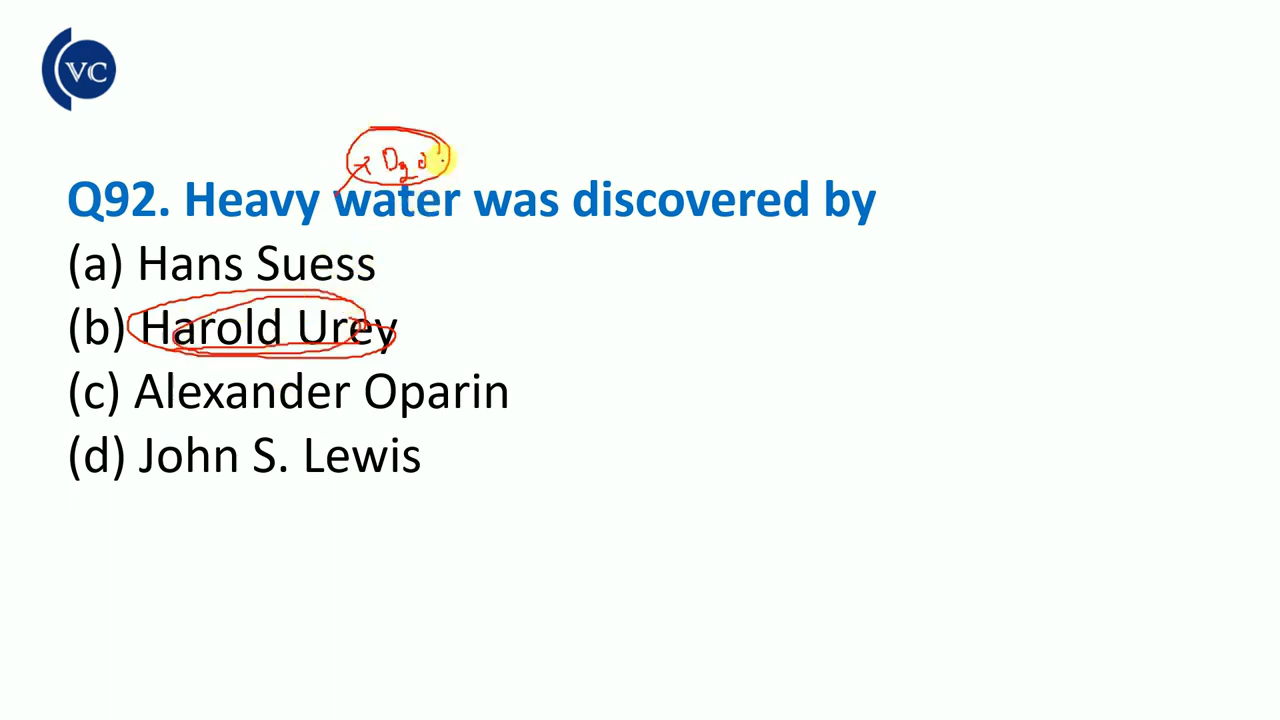 VC
D2O
Q92. Heavy water was discovered by
(a) Hans Suess
(b) Harold Urey
(c) Alexander Oparin
(d) John S. Lewis